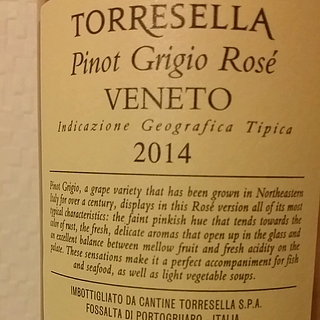 TORRESELLA
Pinot Grigio Rosé
VENETO
Indicazione Geografica Tipica
2014
Pinot Grigio, a grape variety that has been grown in Northeastern
Italy for over a century, displays in this Rosé version all of its most
typical characteristics: the faint pinkish hue that tends towards the
color of rust, the fresh, delicate aromas that open up in the glass and
an excellent balance between mellow fruit and fresh acidity on the
palate. These sensations make it a perfect accompaniment for fish
and seafood, as well as light vegetable soups.
IMBOTTIGLIATO DA CANTINE TORRESELLA S.P.A.
FOSSALTA DI PORTOGRUARO - ITALIA